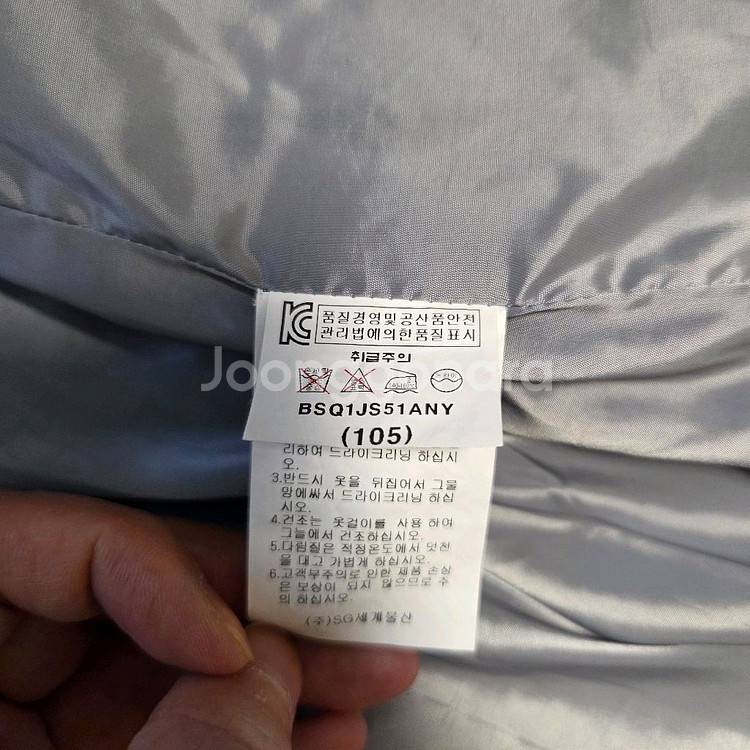 품질경영및공산품안전
관리법에의한품질표시
취급주의
140-160℃
드라이
BSQ1JS51ANY
(105)
리하여 드라이크리닝 하십시
오.
3.반드시 옷을 뒤집어서 그물
망에싸서 드라이크리닝 하십
시오.
4.건조는 옷걸이를 사용 하여
그늘에서 건조하십시오.
5.다림질은 적정온도에서 덧천
을 대고 가볍게 하십시오.
6.고객부주의로 인한 제품 손상
은 보상이 되지 않으므로 주
의 하십시오.
(주)SG세계물산
Joongonara